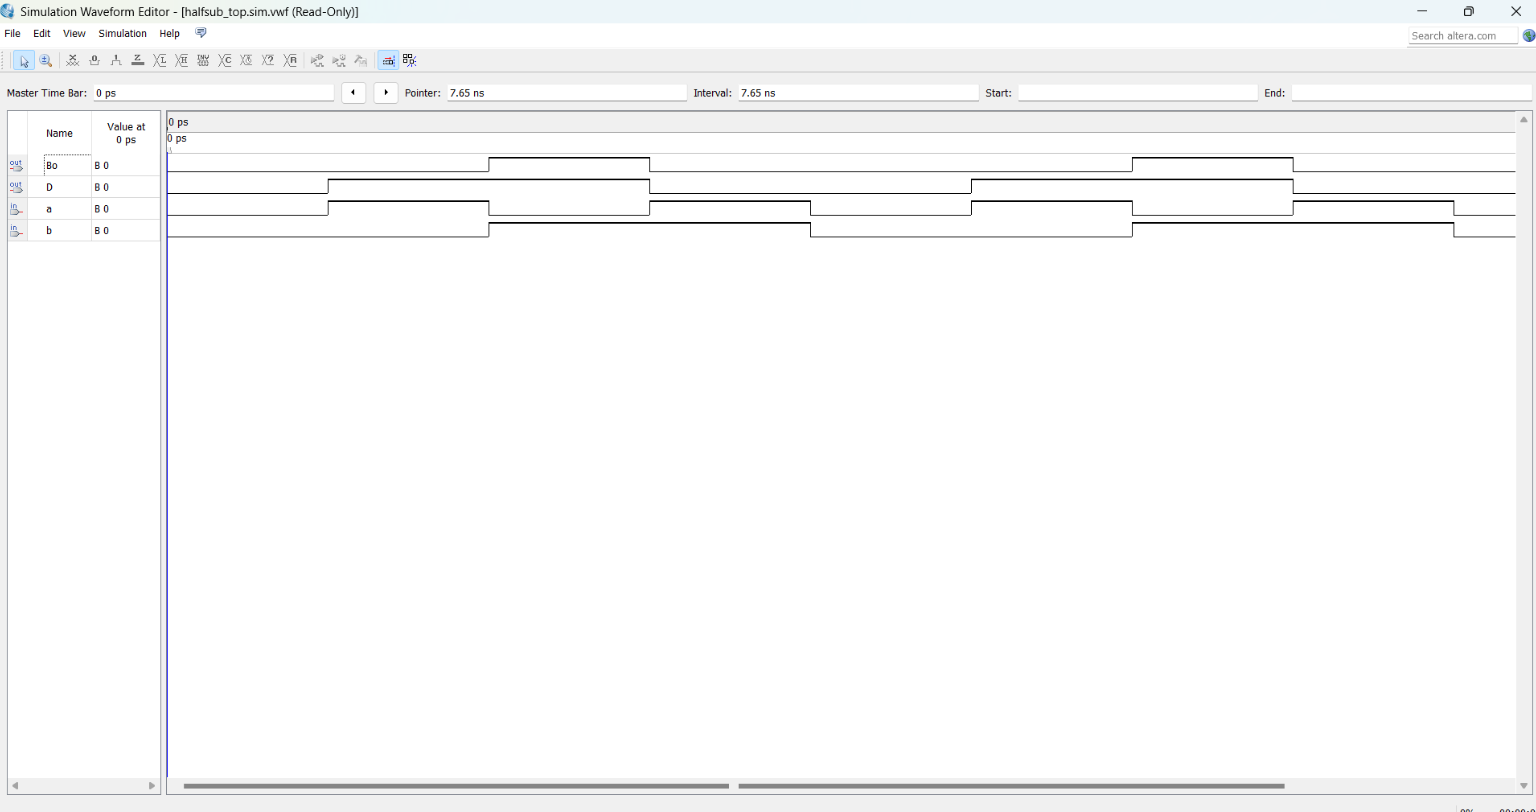 Simulation Waveform Editor - [halfsub_top.sim.vwf (Read-Only)]
File Edit View Simulation Help
Search altera.com
Master Time Bar: 0 ps Pointer: 7.65 ns Interval: 7.65 ns Start: End:
Name Value at 0 ps
0 ps
0 ps
out Bo B 0
out D B 0
in a B 0
in b B 0